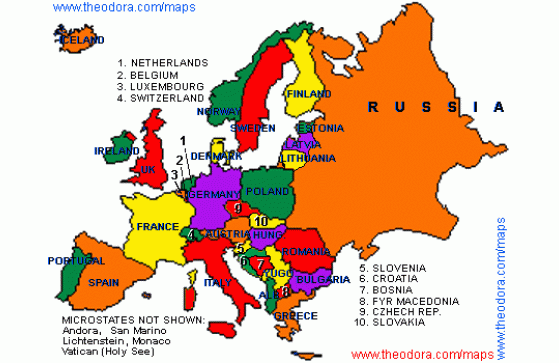 www.theodora.com/maps
ICELAND
1. NETHERLANDS
2. BELGIUM
3. LUXEMBOURG
4. SWITZERLAND
FINLAND
RUSSIA
NORWAY
SWEDEN
ESTONIA
LATVIA
LITHUANIA
IRELAND
UK
1
2
3
DENMARK
GERMANY
POLAND
9
10
FRANCE
4
AUSTRIA
HUNG
5
6
7
YUGO
ROMANIA
BULGARIA
PORTUGAL
SPAIN
ITALY
ALB
8
GREECE
5. SLOVENIA
6. CROATIA
7. BOSNIA
8. FYR MACEDONIA
9. CZHECH REP.
10. SLOVAKIA
MICROSTATES NOT SHOWN:
Andora, San Marino
Lichtenstein, Monaco
Vatican (Holy See)
www.theodora.com/maps
www.theodora.com/maps